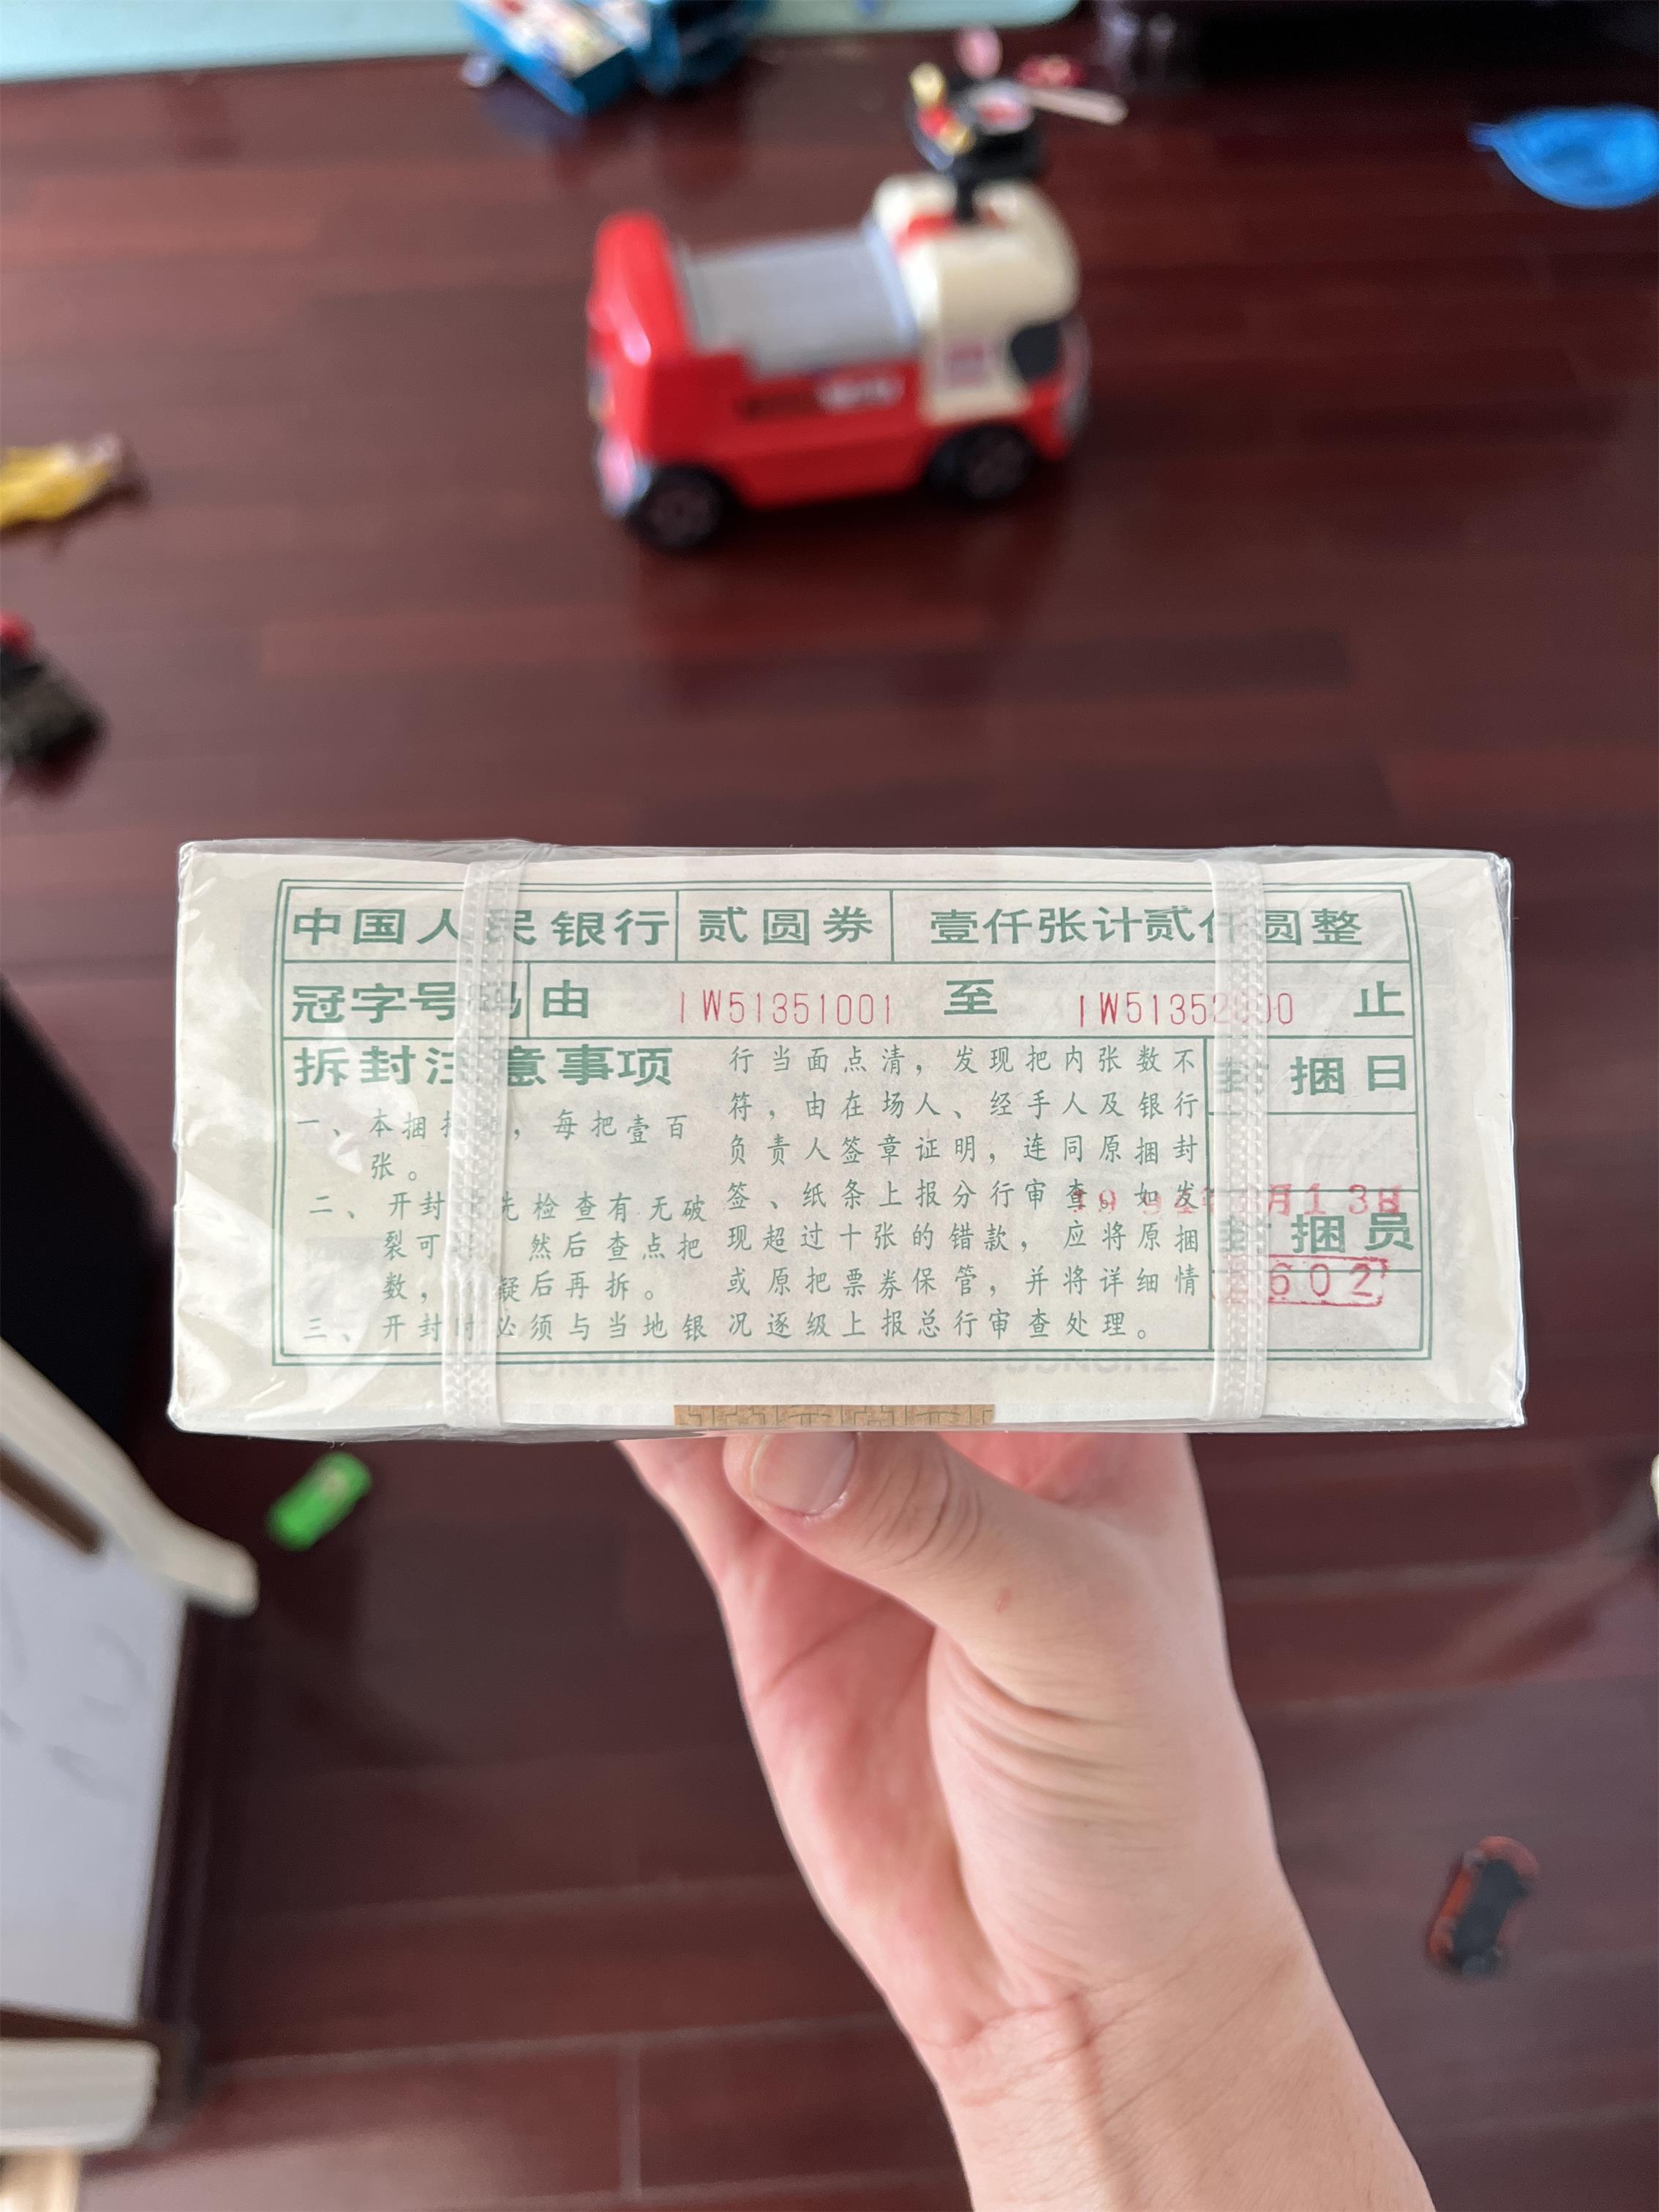 中国人民银行 贰圆券 壹仟张计贰仟圆整
冠字号码 由 IW51351001 至 IW51352000 止
拆封注意事项
一、本捆 , 每把壹百
张。
二、开封 先检查有无破
裂可 然后查点把
数, 疑后再拆。
三、开封时必须与当地银
行当面点清,发现把内张数不
符,由在场人、经手人及银行
负责人签章证明,连同原捆封
签、纸条上报分行审查。如发
现超过十张的错款,应将原捆
或原把票券保管,并将详细情
况逐级上报总行审查处理。
封捆日
月13日
封捆员
602